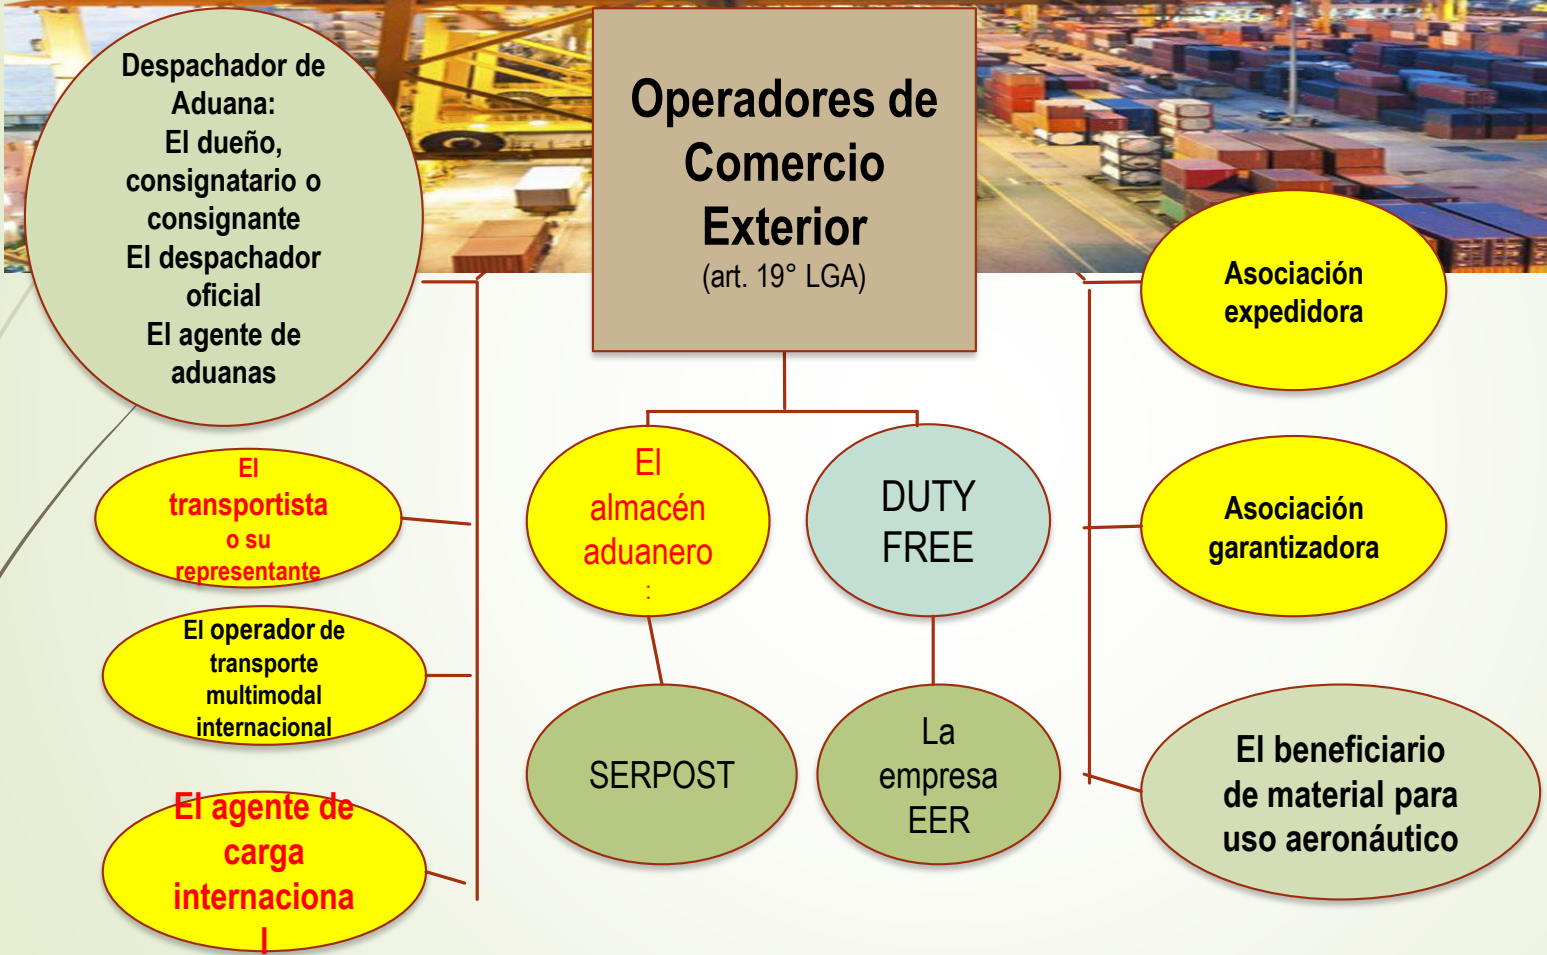 Despachador de
Aduana:
El dueño,
consignatario o
consignante
El despachador
oficial
El agente de
aduanas
Operadores de
Comercio
Exterior
(art. 19° LGA)
Asociación
expedidora
El
transportista
o su
representante
El
almacén
aduanero
:
DUTY
FREE
Asociación
garantizadora
El operador de
transporte
multimodal
internacional
SERPOST
La
empresa
EER
El beneficiario
de material para
uso aeronáutico
El agente de
carga
internaciona
l